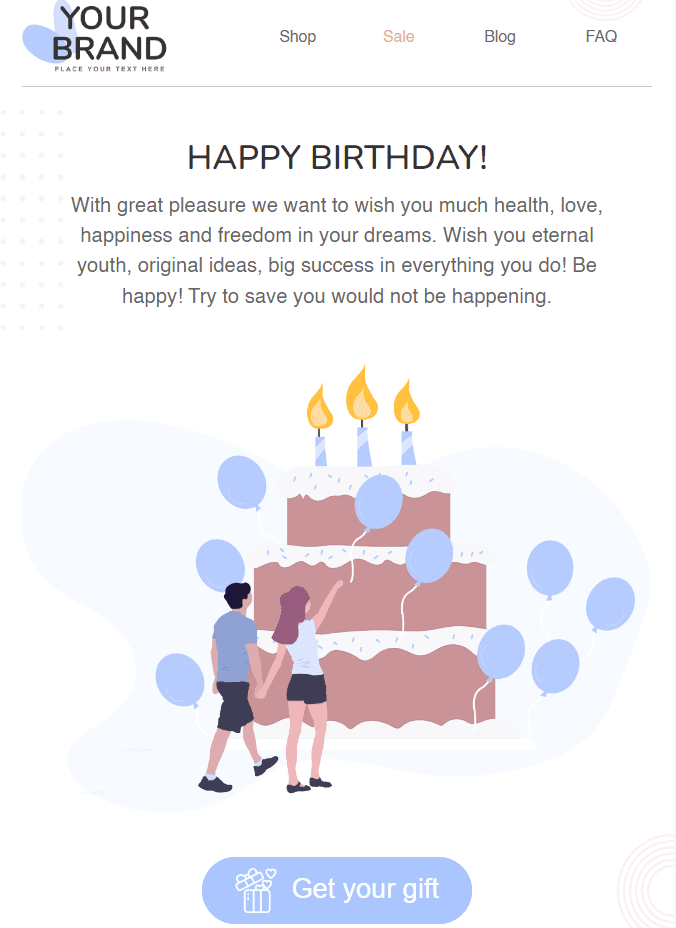 YOUR
BRAND
PLACE YOUR TEXT HERE
Shop Sale Blog FAQ
HAPPY BIRTHDAY!
With great pleasure we want to wish you much health, love,
happiness and freedom in your dreams. Wish you eternal
youth, original ideas, big success in everything you do! Be
happy! Try to save you would not be happening.
Get your gift